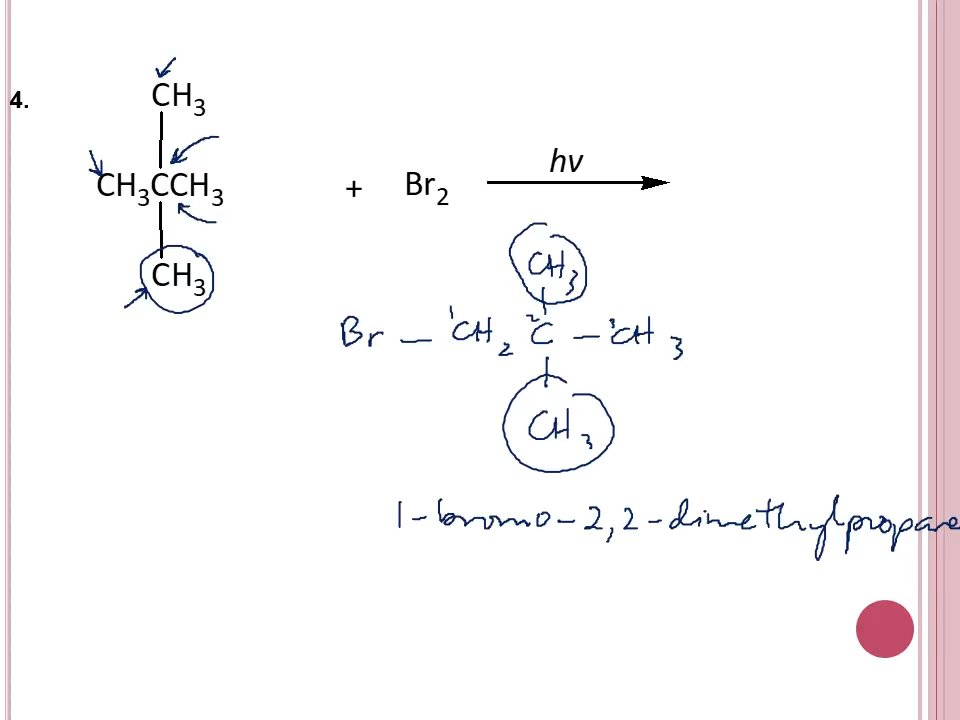 4.
CH3
CH3CCH3 + Br2 hv
CH3
CH3
Br — 1CH2 2C — 3CH3
CH3
1-bromo-2,2-dimethylpropane